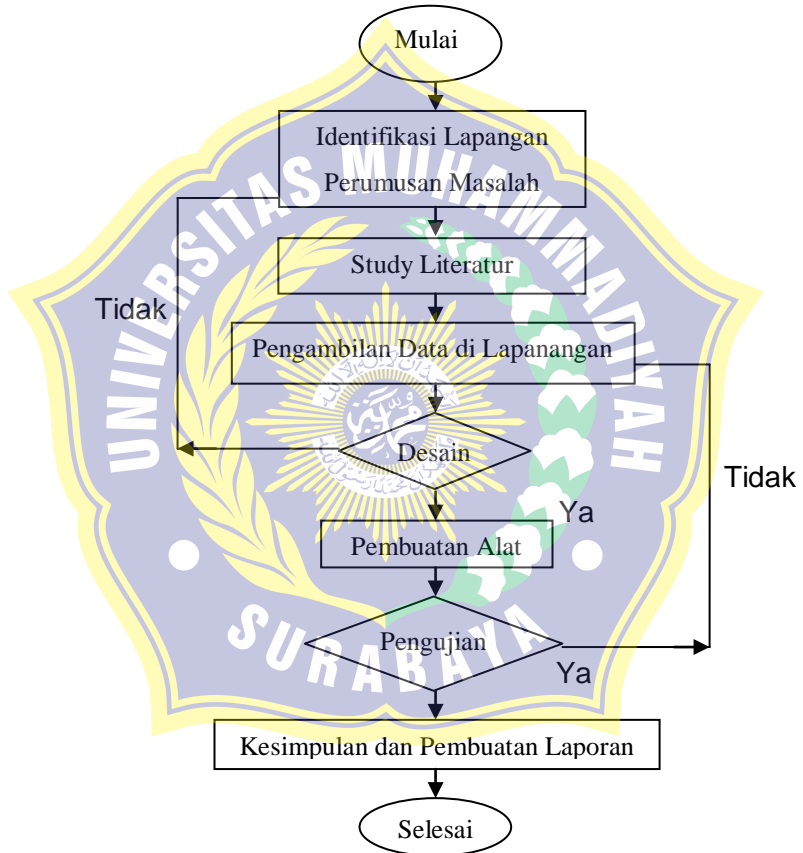 Mulai
Identifikasi Lapangan
Perumusan Masalah
Study Literatur
Tidak
Pengambilan Data di Lapanangan
Desain
Tidak
Ya
Pembuatan Alat
Pengujian
Ya
Kesimpulan dan Pembuatan Laporan
Selesai
UNIVERSITAS MUHAMMADIYAH
SURABAYA